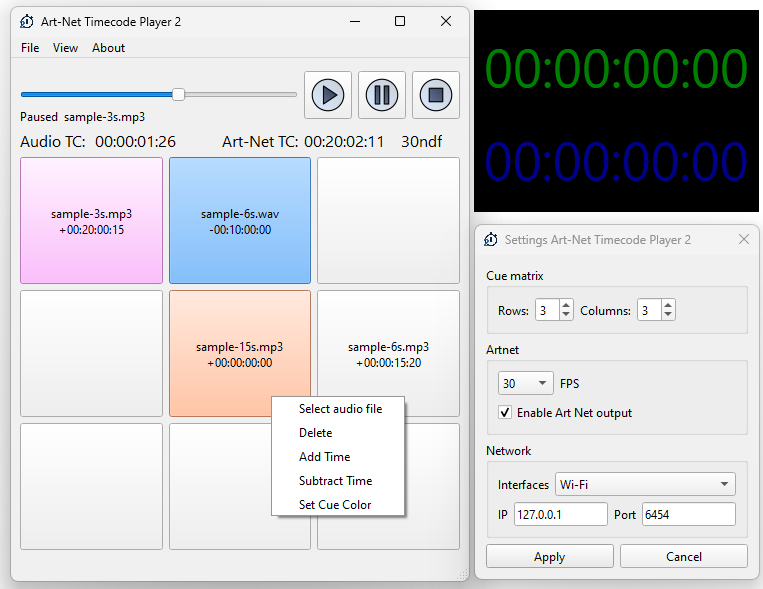 Art-Net Timecode Player 2
File View About
Paused sample-3s.mp3
Audio TC: 00:00:01:26 Art-Net TC: 00:20:02:11 30ndf
sample-3s.mp3
+00:20:00:15
sample-6s.wav
-00:10:00:00
sample-15s.mp3
+00:00:00:00
sample-6s.mp3
+00:00:15:20
Select audio file
Delete
Add Time
Subtract Time
Set Cue Color
00:00:00:00
00:00:00:00
Settings Art-Net Timecode Player 2
Cue matrix
Rows: 3 Columns: 3
Artnet
30 FPS
Enable Art Net output
Network
Interfaces Wi-Fi
IP 127.0.0.1 Port 6454
Apply Cancel